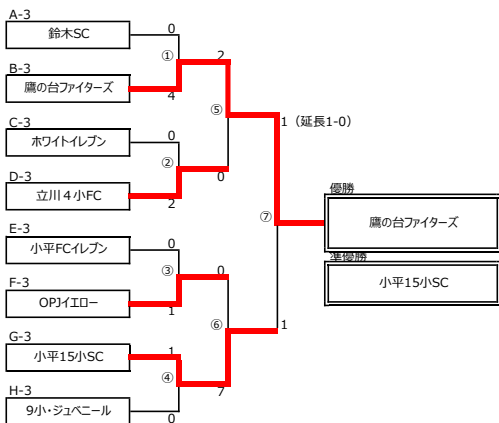 A-3
鈴木SC
0
①
2
B-3
鷹の台ファイターズ
4
⑤
1（延長1-0）
C-3
ホワイトイレブン
0
②
D-3
立川４小FC
2
0
⑦
優勝
鷹の台ファイターズ
準優勝
小平15小SC
E-3
小平FCイレブン
0
③
0
F-3
OPJイエロー
1
⑥
1
G-3
小平15小SC
1
④
7
H-3
9小・ジュベニール
0